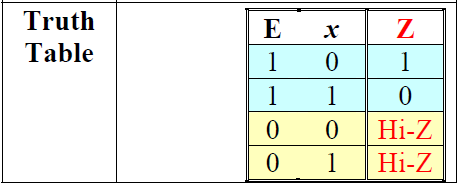 Truth
Table
E x Z
1 0 1
1 1 0
0 0 Hi-Z
0 1 Hi-Z